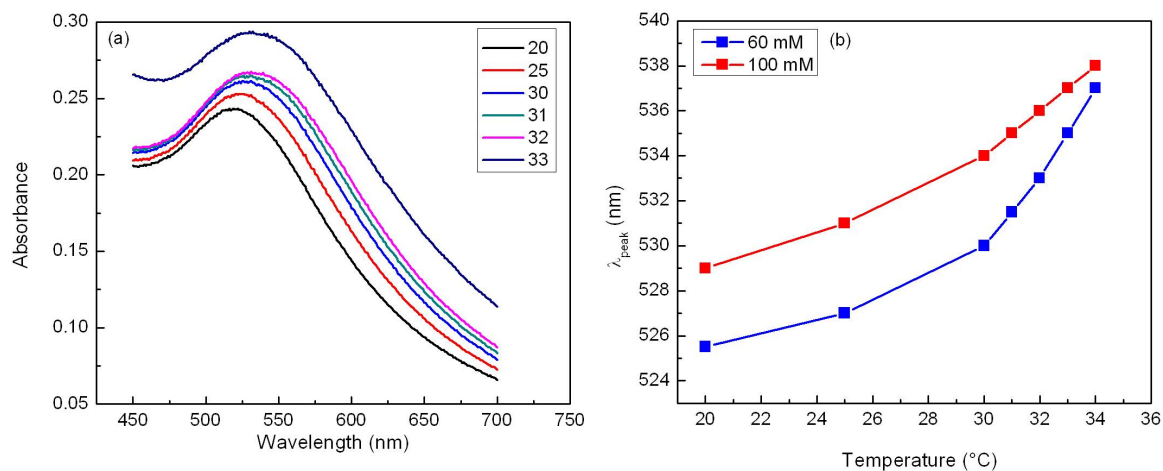 (a)
20
25
30
31
32
33
0.30
0.25
0.20
0.15
0.10
0.05
Absorbance
450 500 550 600 650 700 750
Wavelength (nm)
(b)
60 mM
100 mM
540
538
536
534
532
530
528
526
524
λpeak (nm)
20 22 24 26 28 30 32 34 36
Temperature (°C)